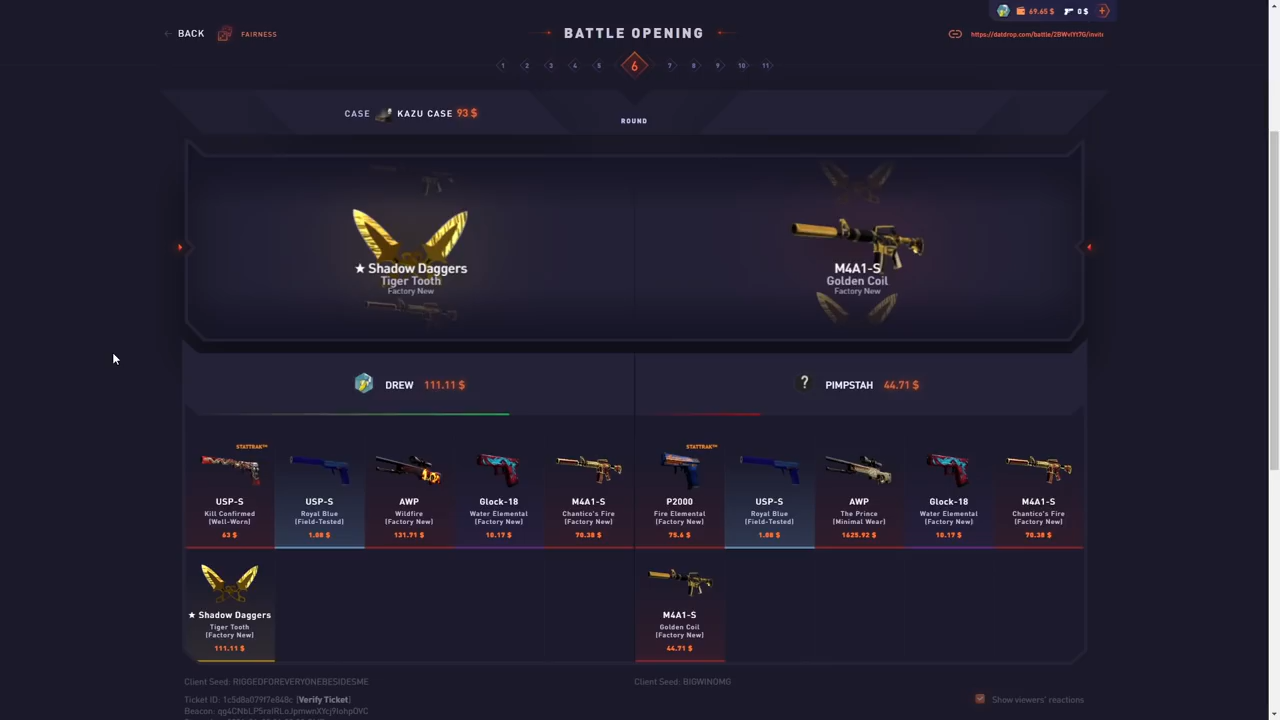 69.65 $ 0 $
BACK FAIRNESS
BATTLE OPENING
https://datdrop.com/battle/2BWvlYt7G/invite
1 2 3 4 5 6 7 8 9 10 11
CASE KAZU CASE 93 $
ROUND
★ Shadow Daggers
Tiger Tooth
Factory New
M4A1-S
Golden Coil
Factory New
DREW 111.11 $
? PIMPSTAH 44.71 $
STATTRAK™
USP-S
Kill Confirmed
(Well-Worn)
63 $
USP-S
Royal Blue
(Field-Tested)
1.08 $
AWP
Wildfire
(Factory New)
131.71 $
Glock-18
Water Elemental
(Factory New)
10.17 $
M4A1-S
Chantico's Fire
(Factory New)
70.38 $
STATTRAK™
P2000
Fire Elemental
(Factory New)
75.6 $
USP-S
Royal Blue
(Field-Tested)
1.08 $
AWP
The Prince
(Minimal Wear)
1625.92 $
Glock-18
Water Elemental
(Factory New)
10.17 $
M4A1-S
Chantico's Fire
(Factory New)
70.38 $
★ Shadow Daggers
Tiger Tooth
(Factory New)
111.11 $
M4A1-S
Golden Coil
(Factory New)
44.71 $
Client Seed: RIGGEDFOREVERYONEBESIDESME
Client Seed: BIGWINOMG
Ticket ID: 1c5d8a079f7e848c [Verify Ticket]
Show viewers' reactions